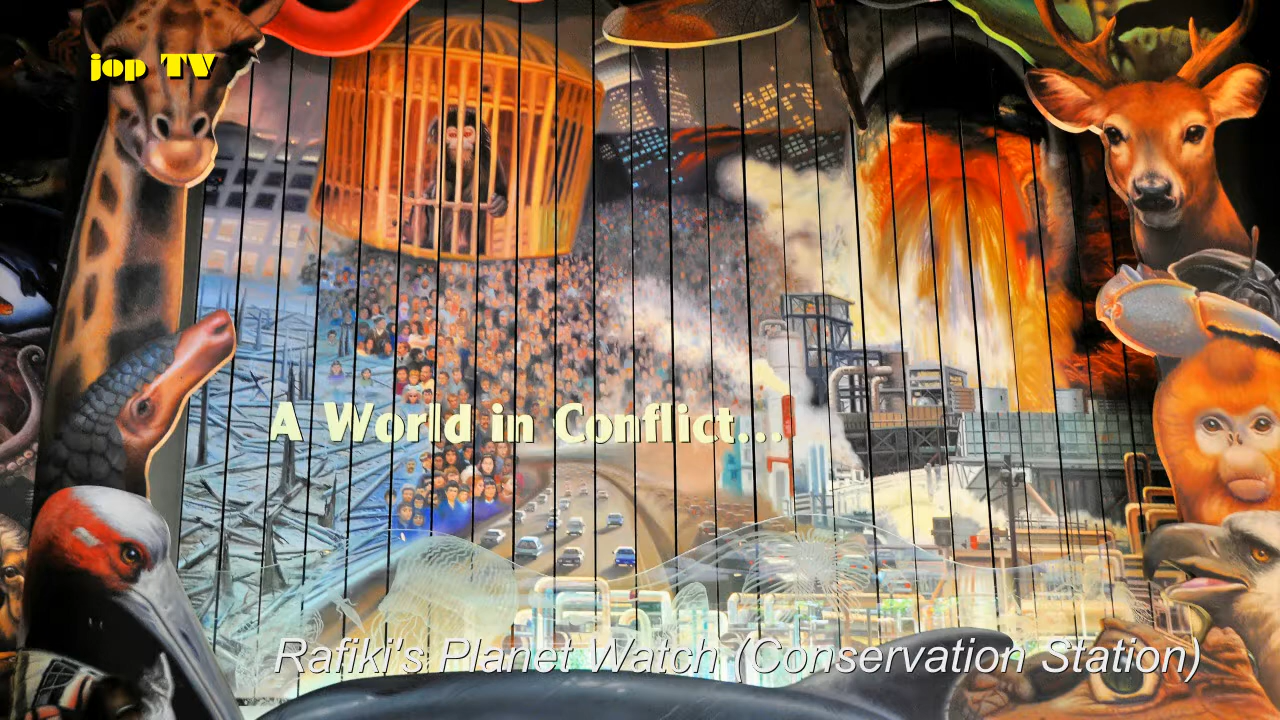 jop TV
A World in Conflict...
Rafiki's Planet Watch (Conservation Station)